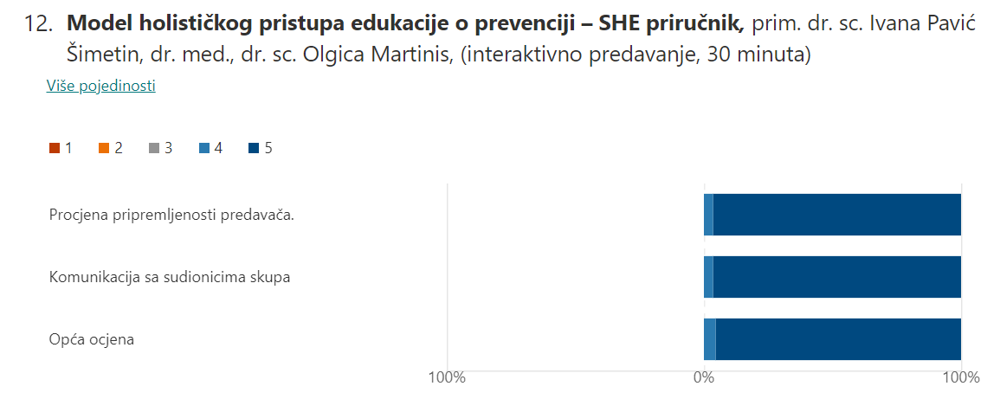 12. Model holističkog pristupa edukacije o prevenciji – SHE priručnik, prim. dr. sc. Ivana Pavić
Šimetin, dr. med., dr. sc. Olgica Martinis, (interaktivno predavanje, 30 minuta)
Više pojedinosti
1 2 3 4 5
Procjena pripremljenosti predavača.
Komunikacija sa sudionicima skupa
Opća ocjena
100% 0% 100%